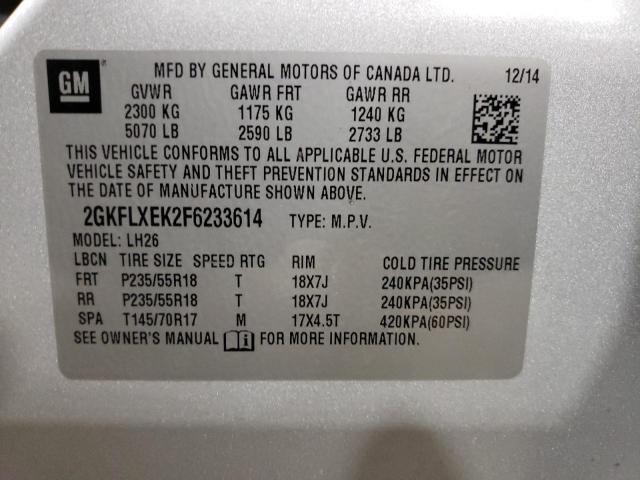 GM
MFD BY GENERAL MOTORS OF CANADA LTD. 12/14
GVWR GAWR FRT GAWR RR
2300 KG 1175 KG 1240 KG
5070 LB 2590 LB 2733 LB
THIS VEHICLE CONFORMS TO ALL APPLICABLE U.S. FEDERAL MOTOR
VEHICLE SAFETY AND THEFT PREVENTION STANDARDS IN EFFECT ON
THE DATE OF MANUFACTURE SHOWN ABOVE.
2GKFLXEK2F6233614 TYPE: M.P.V.
MODEL: LH26
LBCN TIRE SIZE SPEED RTG RIM COLD TIRE PRESSURE
FRT P235/55R18 T 18X7J 240KPA(35PSI)
RR P235/55R18 T 18X7J 240KPA(35PSI)
SPA T145/70R17 M 17X4.5T 420KPA(60PSI)
SEE OWNER'S MANUAL FOR MORE INFORMATION.